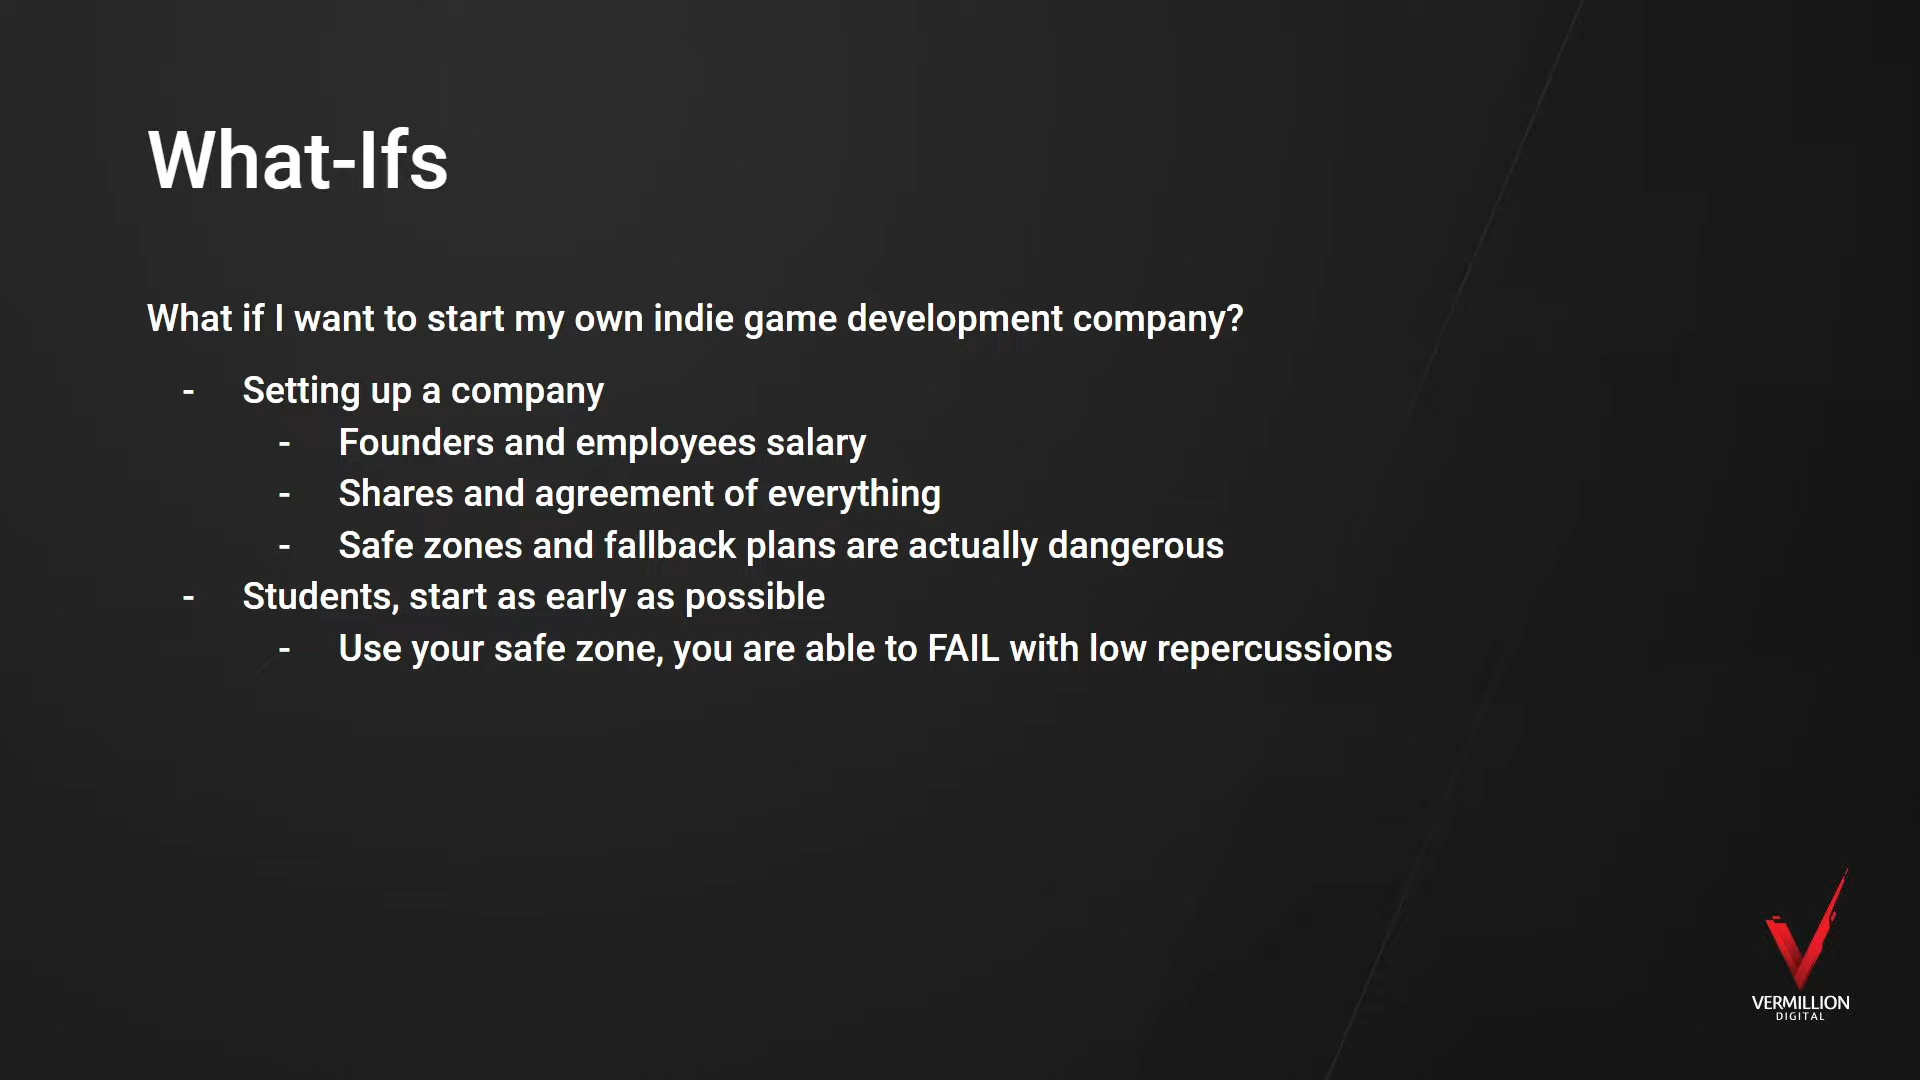 What-Ifs
What if I want to start my own indie game development company?
- Setting up a company
- Founders and employees salary
- Shares and agreement of everything
- Safe zones and fallback plans are actually dangerous
- Students, start as early as possible
- Use your safe zone, you are able to FAIL with low repercussions
VERMILLION
DIGITAL